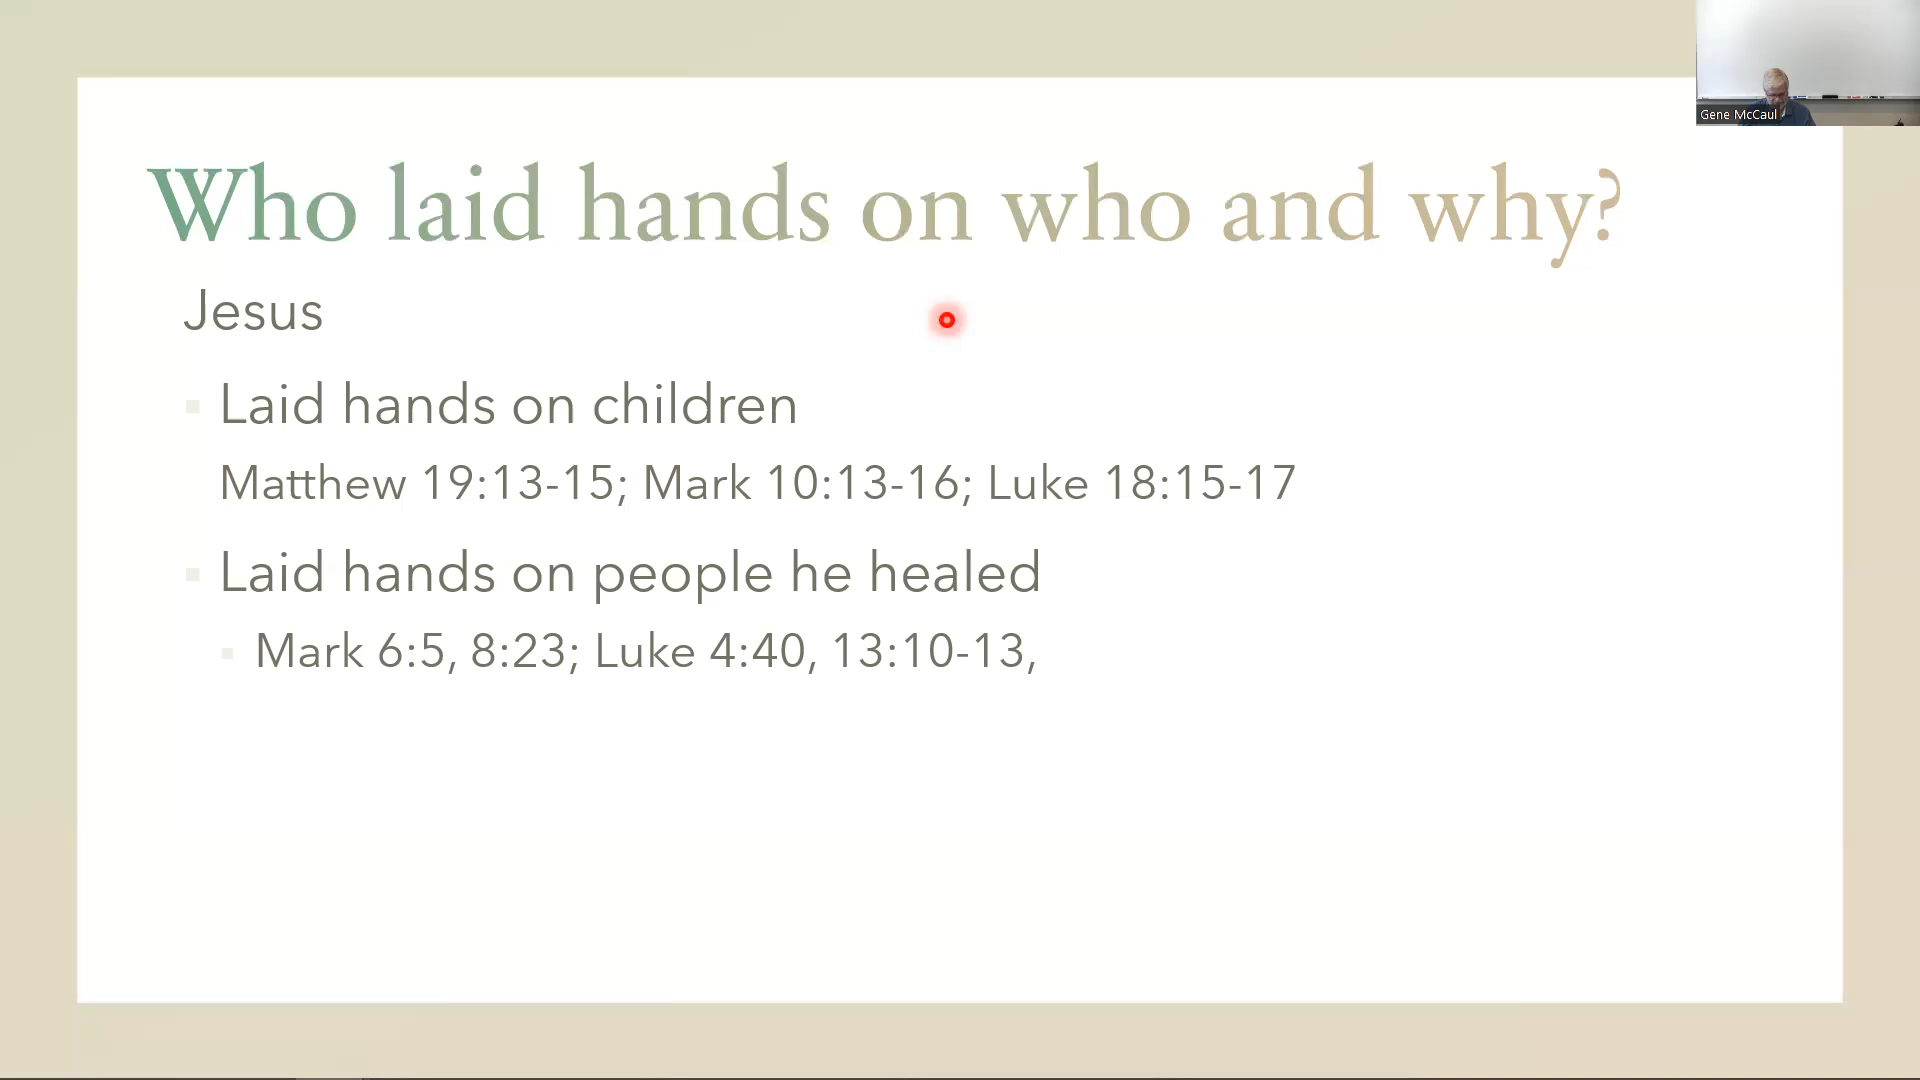 Gene McCaul
Who laid hands on who and why?
Jesus
Laid hands on children
Matthew 19:13-15; Mark 10:13-16; Luke 18:15-17
Laid hands on people he healed
Mark 6:5, 8:23; Luke 4:40, 13:10-13,